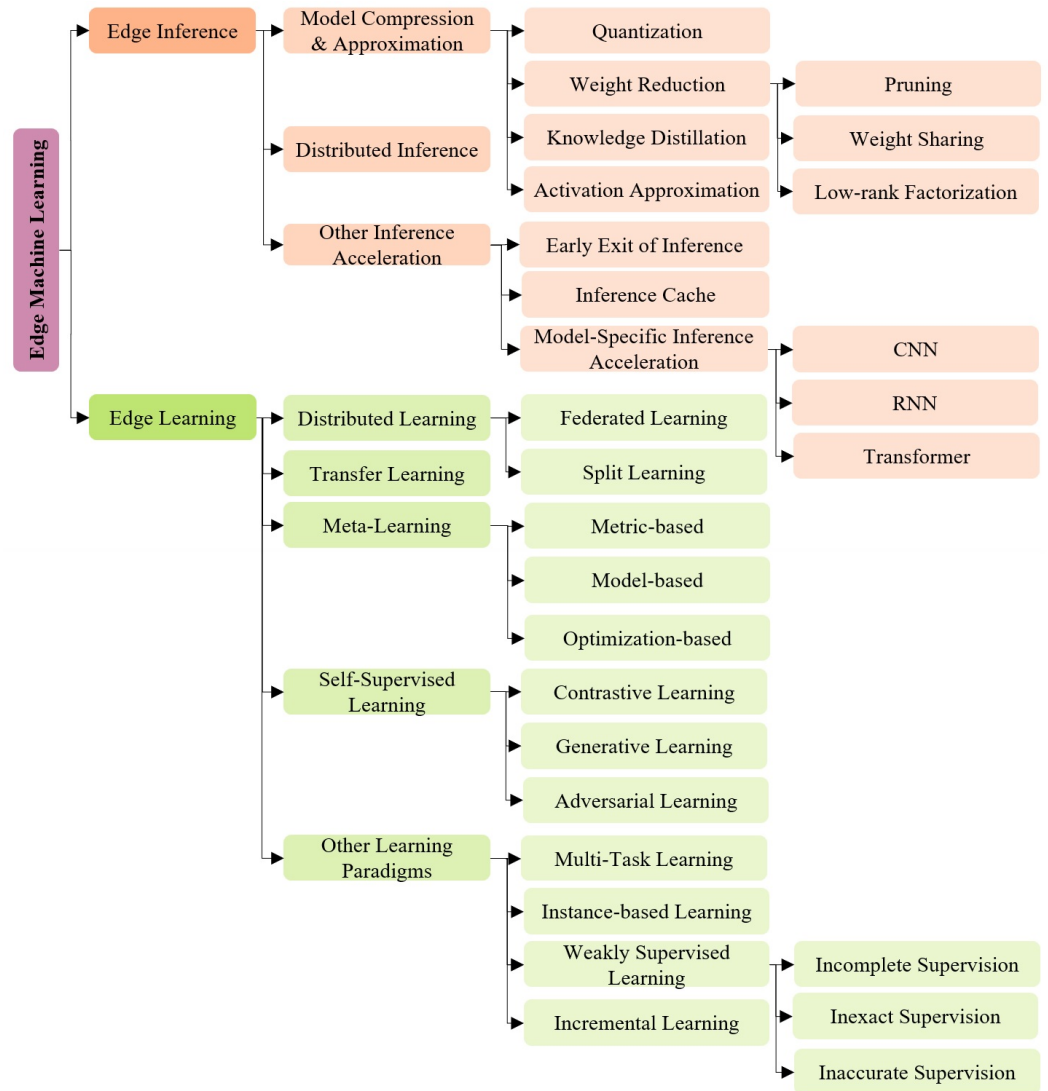 Edge Machine Learning
Edge Inference
Model Compression
& Approximation
Quantization
Weight Reduction
Pruning
Weight Sharing
Low-rank Factorization
Knowledge Distillation
Activation Approximation
Distributed Inference
Other Inference
Acceleration
Early Exit of Inference
Inference Cache
Model-Specific Inference
Acceleration
CNN
RNN
Transformer
Edge Learning
Distributed Learning
Federated Learning
Split Learning
Transfer Learning
Meta-Learning
Metric-based
Model-based
Optimization-based
Self-Supervised
Learning
Contrastive Learning
Generative Learning
Adversarial Learning
Other Learning
Paradigms
Multi-Task Learning
Instance-based Learning
Weakly Supervised
Learning
Incomplete Supervision
Inexact Supervision
Inaccurate Supervision
Incremental Learning